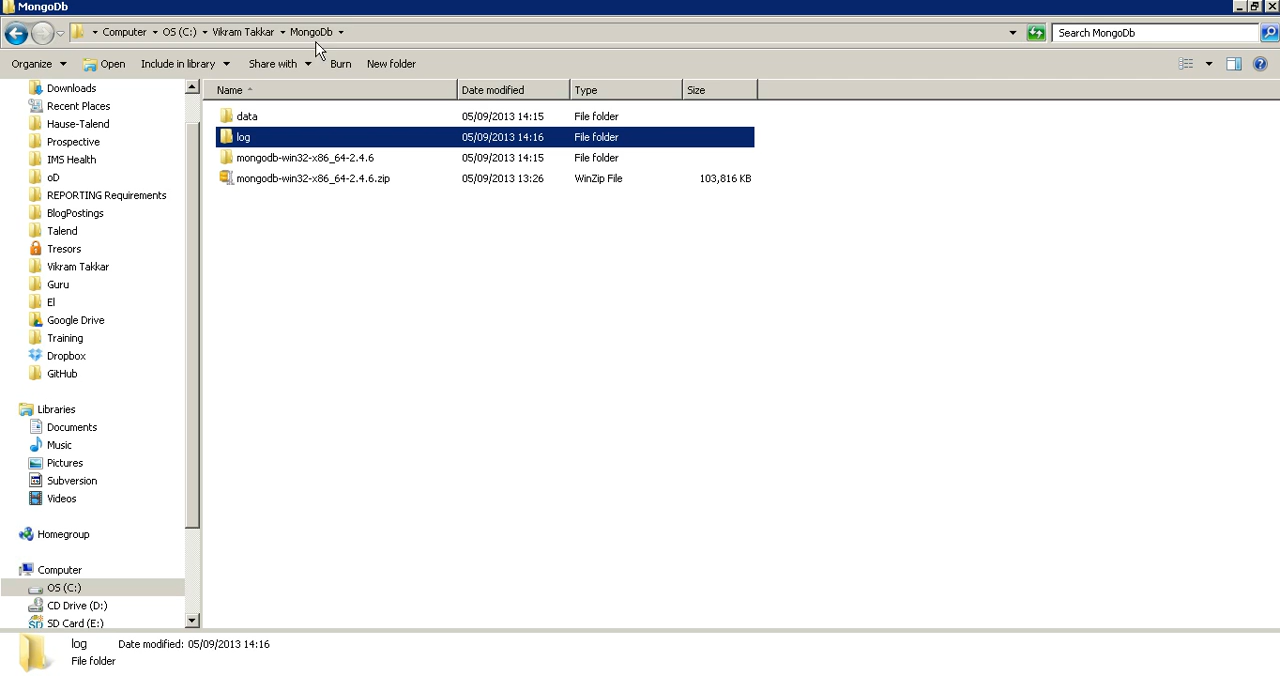 MongoDb
Computer OS (C:) Vikram Takkar MongoDb
Search MongoDb
Organize Open Include in library Share with Burn New folder
Name Date modified Type Size
data 05/09/2013 14:15 File folder
log 05/09/2013 14:16 File folder
mongodb-win32-x86_64-2.4.6 05/09/2013 14:15 File folder
mongodb-win32-x86_64-2.4.6.zip 05/09/2013 13:26 WinZip File 103,816 KB
Downloads
Recent Places
Hause-Talend
Prospective
IMS Health
oD
REPORTING Requirements
BlogPostings
Talend
Tresors
Vikram Takkar
Guru
EI
Google Drive
Training
Dropbox
GitHub
Libraries
Documents
Music
Pictures
Subversion
Videos
Homegroup
Computer
OS (C:)
CD Drive (D:)
SD Card (E:)
log Date modified: 05/09/2013 14:16
File folder